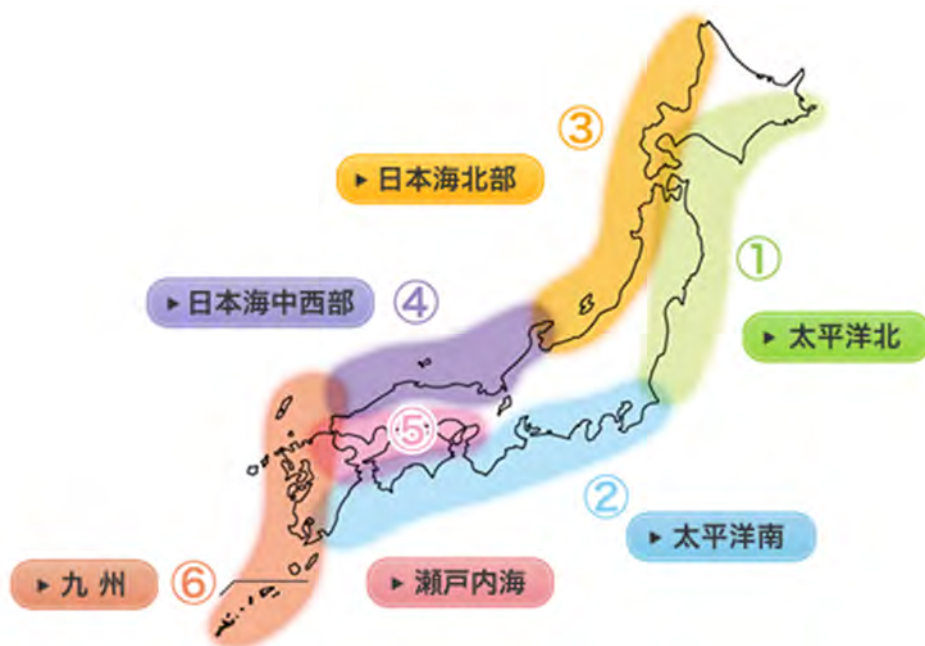 ③
▶ 日本海北部
①
▶ 日本海中西部
④
▶ 太平洋北
⑤
②
▶ 太平洋南
▶ 九 州
⑥
▶ 瀬戸内海